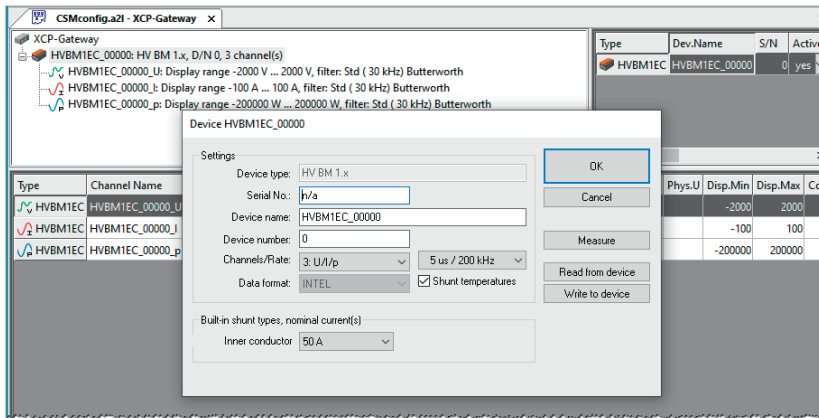 CSMconfig.a2l - XCP-Gateway x
XCP-Gateway
HVBM1EC_00000: HV BM 1.x, D/N 0, 3 channel(s)
HVBM1EC_00000_U: Display range -2000 V ... 2000 V, filter: Std ( 30 kHz) Butterworth
HVBM1EC_00000_I: Display range -100 A ... 100 A, filter: Std ( 30 kHz) Butterworth
HVBM1EC_00000_p: Display range -200000 W ... 200000 W, filter: Std ( 30 kHz) Butterworth
Type Dev.Name S/N Active
HVBM1EC HVBM1EC_00000 0 yes
Device HVBM1EC_00000
Settings
Device type: HV BM 1.x
Serial No.: n/a
Device name: HVBM1EC_00000
Device number: 0
Channels/Rate: 3: U/I/p 5 us / 200 kHz
Data format: INTEL Shunt temperatures
Built-in shunt types, nominal current(s)
Inner conductor 50 A
OK
Cancel
Measure
Read from device
Write to device
Type Channel Name Phys.U Disp.Min Disp.Max Co
HVBM1EC HVBM1EC_00000_U -2000 2000
HVBM1EC HVBM1EC_00000_I -100 100
HVBM1EC HVBM1EC_00000_p -200000 200000